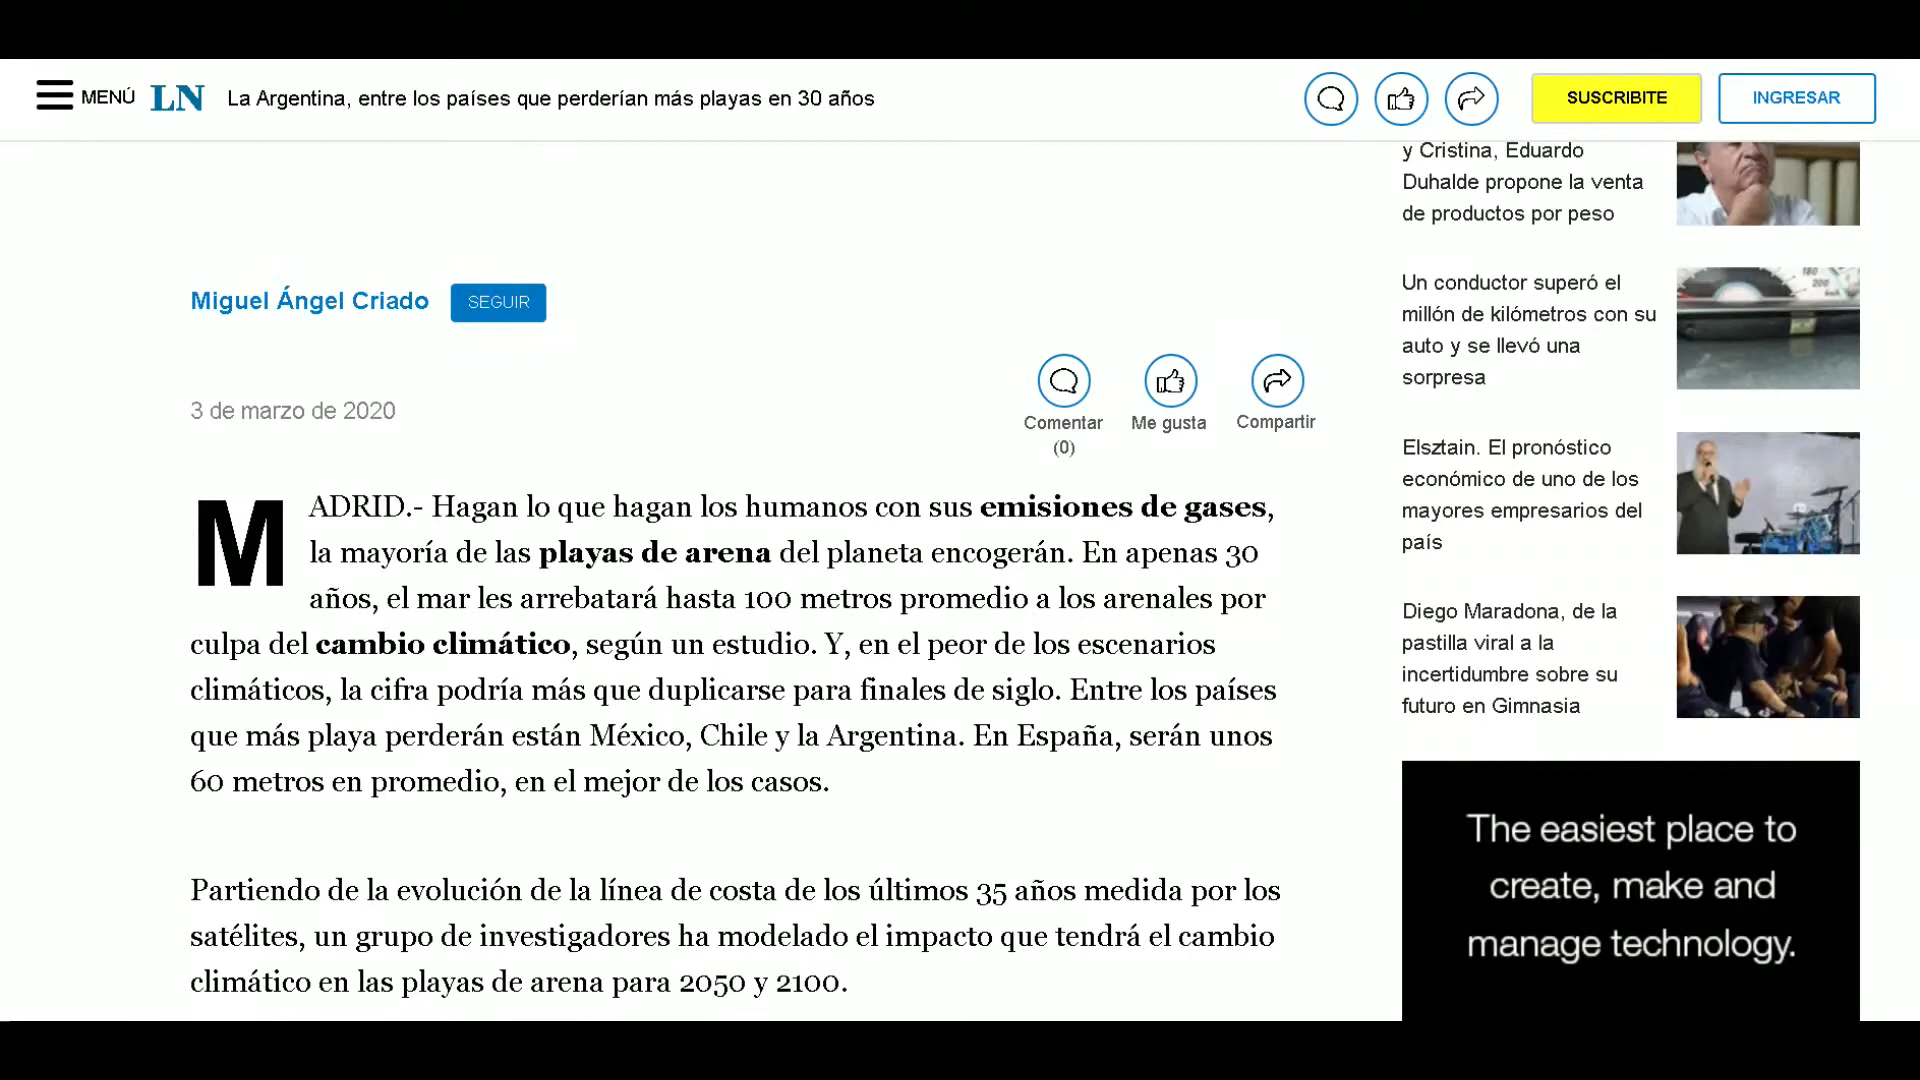 MENÚ
LN
La Argentina, entre los países que perderían más playas en 30 años
SUSCRIBITE
INGRESAR
Miguel Ángel Criado
SEGUIR
3 de marzo de 2020
Comentar
(0)
Me gusta
Compartir
MADRID.- Hagan lo que hagan los humanos con sus emisiones de gases,
la mayoría de las playas de arena del planeta encogerán. En apenas 30
años, el mar les arrebatará hasta 100 metros promedio a los arenales por
culpa del cambio climático, según un estudio. Y, en el peor de los escenarios
climáticos, la cifra podría más que duplicarse para finales de siglo. Entre los países
que más playa perderán están México, Chile y la Argentina. En España, serán unos
60 metros en promedio, en el mejor de los casos.
Partiendo de la evolución de la línea de costa de los últimos 35 años medida por los
satélites, un grupo de investigadores ha modelado el impacto que tendrá el cambio
climático en las playas de arena para 2050 y 2100.
y Cristina, Eduardo
Duhalde propone la venta
de productos por peso
Un conductor superó el
millón de kilómetros con su
auto y se llevó una
sorpresa
180
200
Elsztain. El pronóstico
económico de uno de los
mayores empresarios del
país
Diego Maradona, de la
pastilla viral a la
incertidumbre sobre su
futuro en Gimnasia
The easiest place to
create, make and
manage technology.